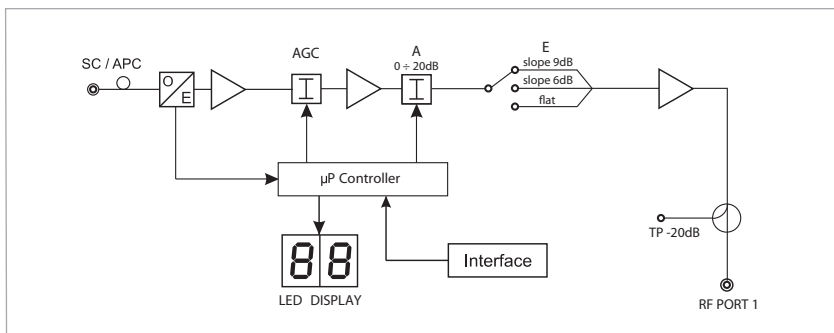 SC / APC
O
E
AGC
A
0 ÷ 20dB
E
slope 9dB
slope 6dB
flat
I
I
µP Controller
TP -20dB
88
Interface
LED DISPLAY
RF PORT 1